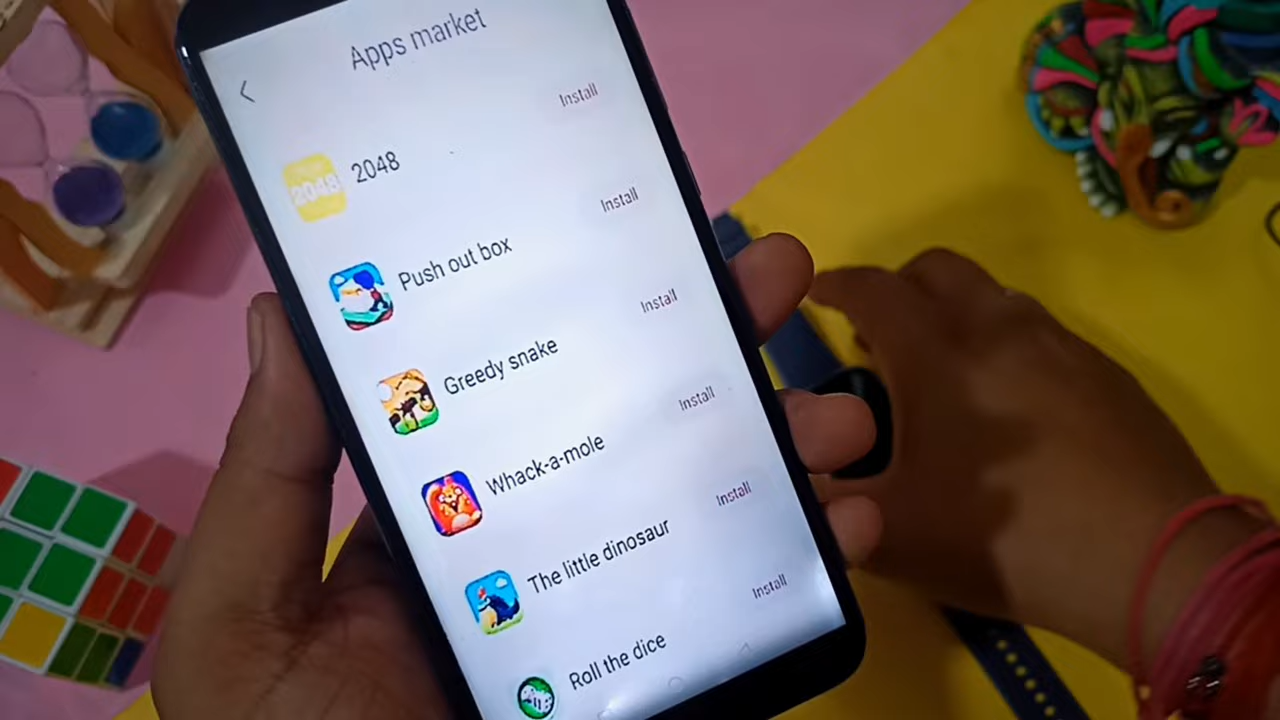 Apps market
Install
2048
2048
Install
Push out box
Install
Greedy snake
Install
Whack-a-mole
Install
The little dinosaur
Install
Roll the dice